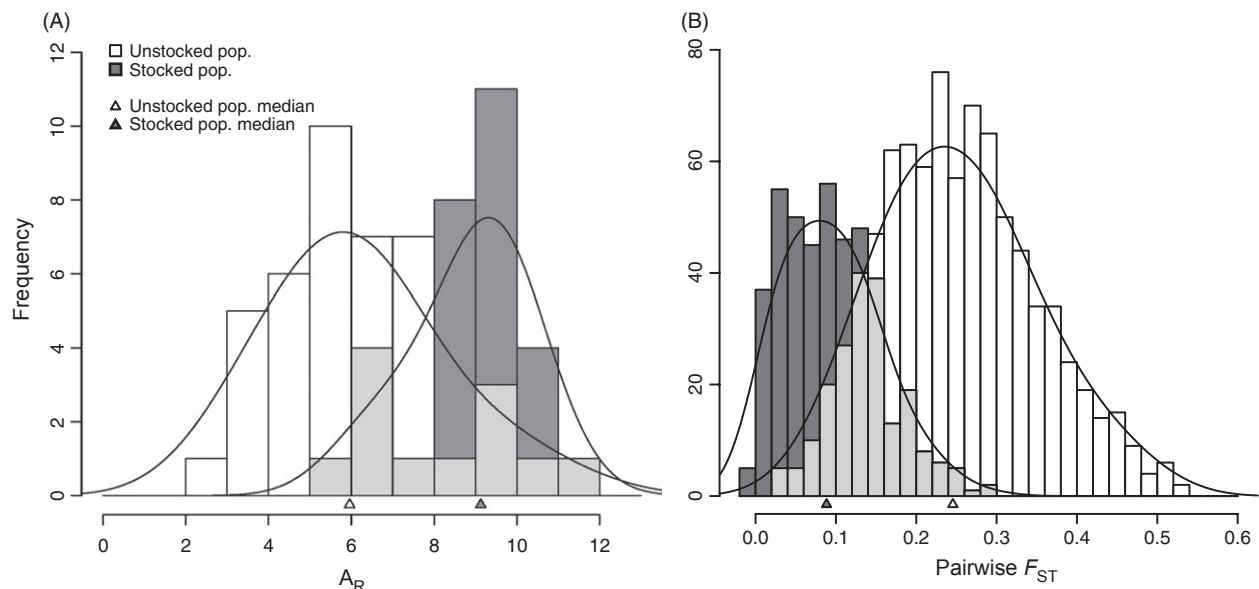 (A)
Unstocked pop.
Stocked pop.
Unstocked pop. median
Stocked pop. median
Frequency
12
10
8
6
4
2
0
0 2 4 6 8 10 12
A_R
(B)
80
60
40
20
0
0.0 0.1 0.2 0.3 0.4 0.5 0.6
Pairwise F_ST